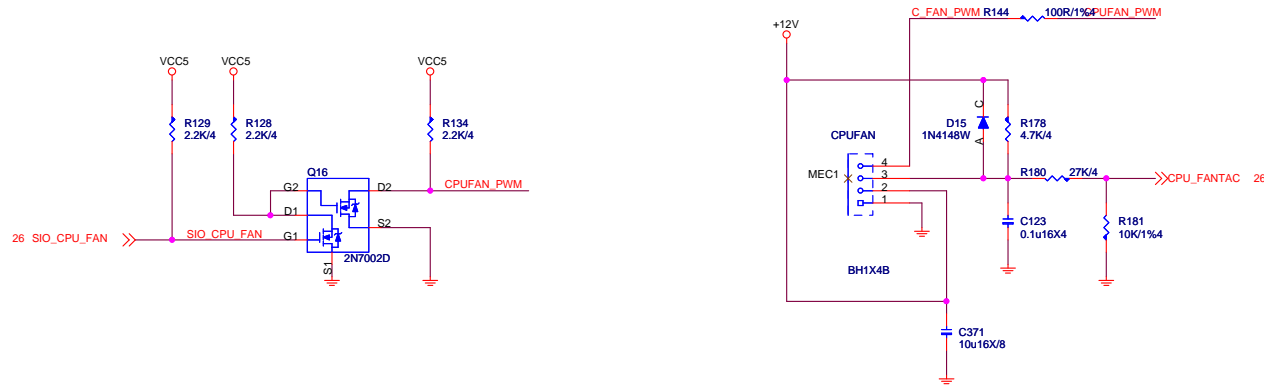 VCC5
VCC5
VCC5
R129
2.2K/4
R128
2.2K/4
R134
2.2K/4
Q16
G2
D2
CPUFAN_PWM
D1
S2
26 SIO_CPU_FAN
SIO_CPU_FAN
G1
2N7002D
S1
C_FAN_PWM
R144
100R/1%4
CPUFAN_PWM
+12V
C
D15
1N4148W
A
R178
4.7K/4
CPUFAN
MEC1
4
3
2
1
R180
27K/4
CPU_FANTAC 26
C123
0.1u16X4
R181
10K/1%4
BH1X4B
C371
10u16X/8